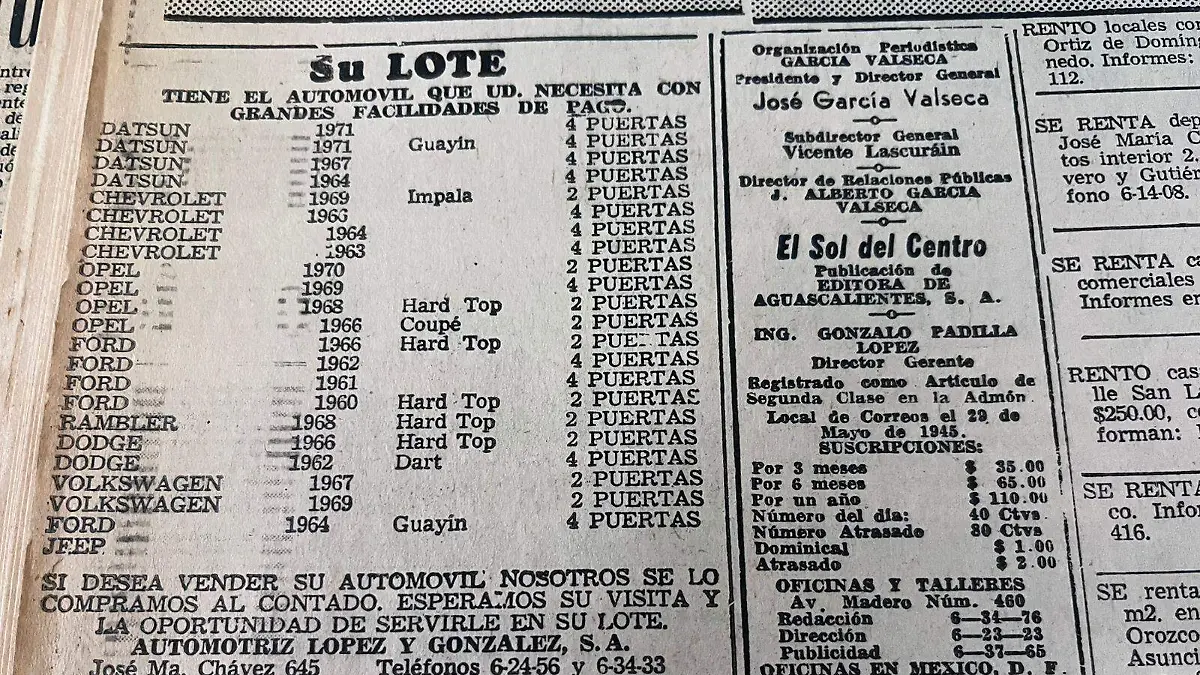 Su LOTE
TIENE EL AUTOMOVIL QUE UD. NECESITA CON
GRANDES FACILIDADES DE PAGO.
DATSUN 1971 4 PUERTAS
DATSUN 1971 Guayín 4 PUERTAS
DATSUN 1967 4 PUERTAS
DATSUN 1964 4 PUERTAS
CHEVROLET 1969 Impala 2 PUERTAS
CHEVROLET 1966 4 PUERTAS
CHEVROLET 1964 4 PUERTAS
CHEVROLET 1963 4 PUERTAS
OPEL 1970 2 PUERTAS
OPEL 1969 4 PUERTAS
OPEL 1968 Hard Top 2 PUERTAS
OPEL 1966 Coupé 2 PUERTAS
FORD 1966 Hard Top 2 PUERTAS
FORD 1962 4 PUERTAS
FORD 1961 4 PUERTAS
FORD 1960 Hard Top 2 PUERTAS
RAMBLER 1968 Hard Top 2 PUERTAS
DODGE 1966 Hard Top 2 PUERTAS
DODGE 1962 Dart 4 PUERTAS
VOLKSWAGEN 1967 2 PUERTAS
VOLKSWAGEN 1969 2 PUERTAS
FORD 1964 Guayín 4 PUERTAS
JEEP
SI DESEA VENDER SU AUTOMOVIL NOSOTROS SE LO
COMPRAMOS AL CONTADO. ESPERAMOS SU VISITA Y
LA OPORTUNIDAD DE SERVIRLE EN SU LOTE.
AUTOMOTRIZ LOPEZ Y GONZALEZ, S.A.
José Ma. Chávez 645 Teléfonos 6-24-56 y 6-34-33
Organización Periodística
GARCIA VALSECA
Presidente y Director General
José García Valseca
Subdirector General
Vicente Lascuráin
Director de Relaciones Públicas
J. ALBERTO GARCIA
VALSECA
El Sol del Centro
Publicación de
EDITORA DE
AGUASCALIENTES, S. A.
ING. GONZALO PADILLA
LOPEZ
Director Gerente
Registrado como Artículo de
Segunda Clase en la Admón.
Local de Correos el 29 de
Mayo de 1945.
SUSCRIPCIONES:
Por 3 meses $ 35.00
Por 6 meses $ 65.00
Por un año $ 110.00
Número del día: 40 Ctvs.
Número Atrasado 80 Ctvs
Dominical $ 1.00
Atrasado $ 2.00
OFICINAS Y TALLERES
Av. Madero Núm. 460
Redacción 6—34—76
Dirección 6—23—23
Publicidad 6—37—65
OFICINAS EN MEXICO, D. F.
RENTO locales
Ortiz de
nedo. Informes:
112.
SE RENTA
José María
tos interior 2.
vero y
fono 6-14-08.
SE RENTA
comerciales
Informes
RENTO
lle San
$250.00,
forman:
SE
co.
416.
SE renta
m2. en
Orozco